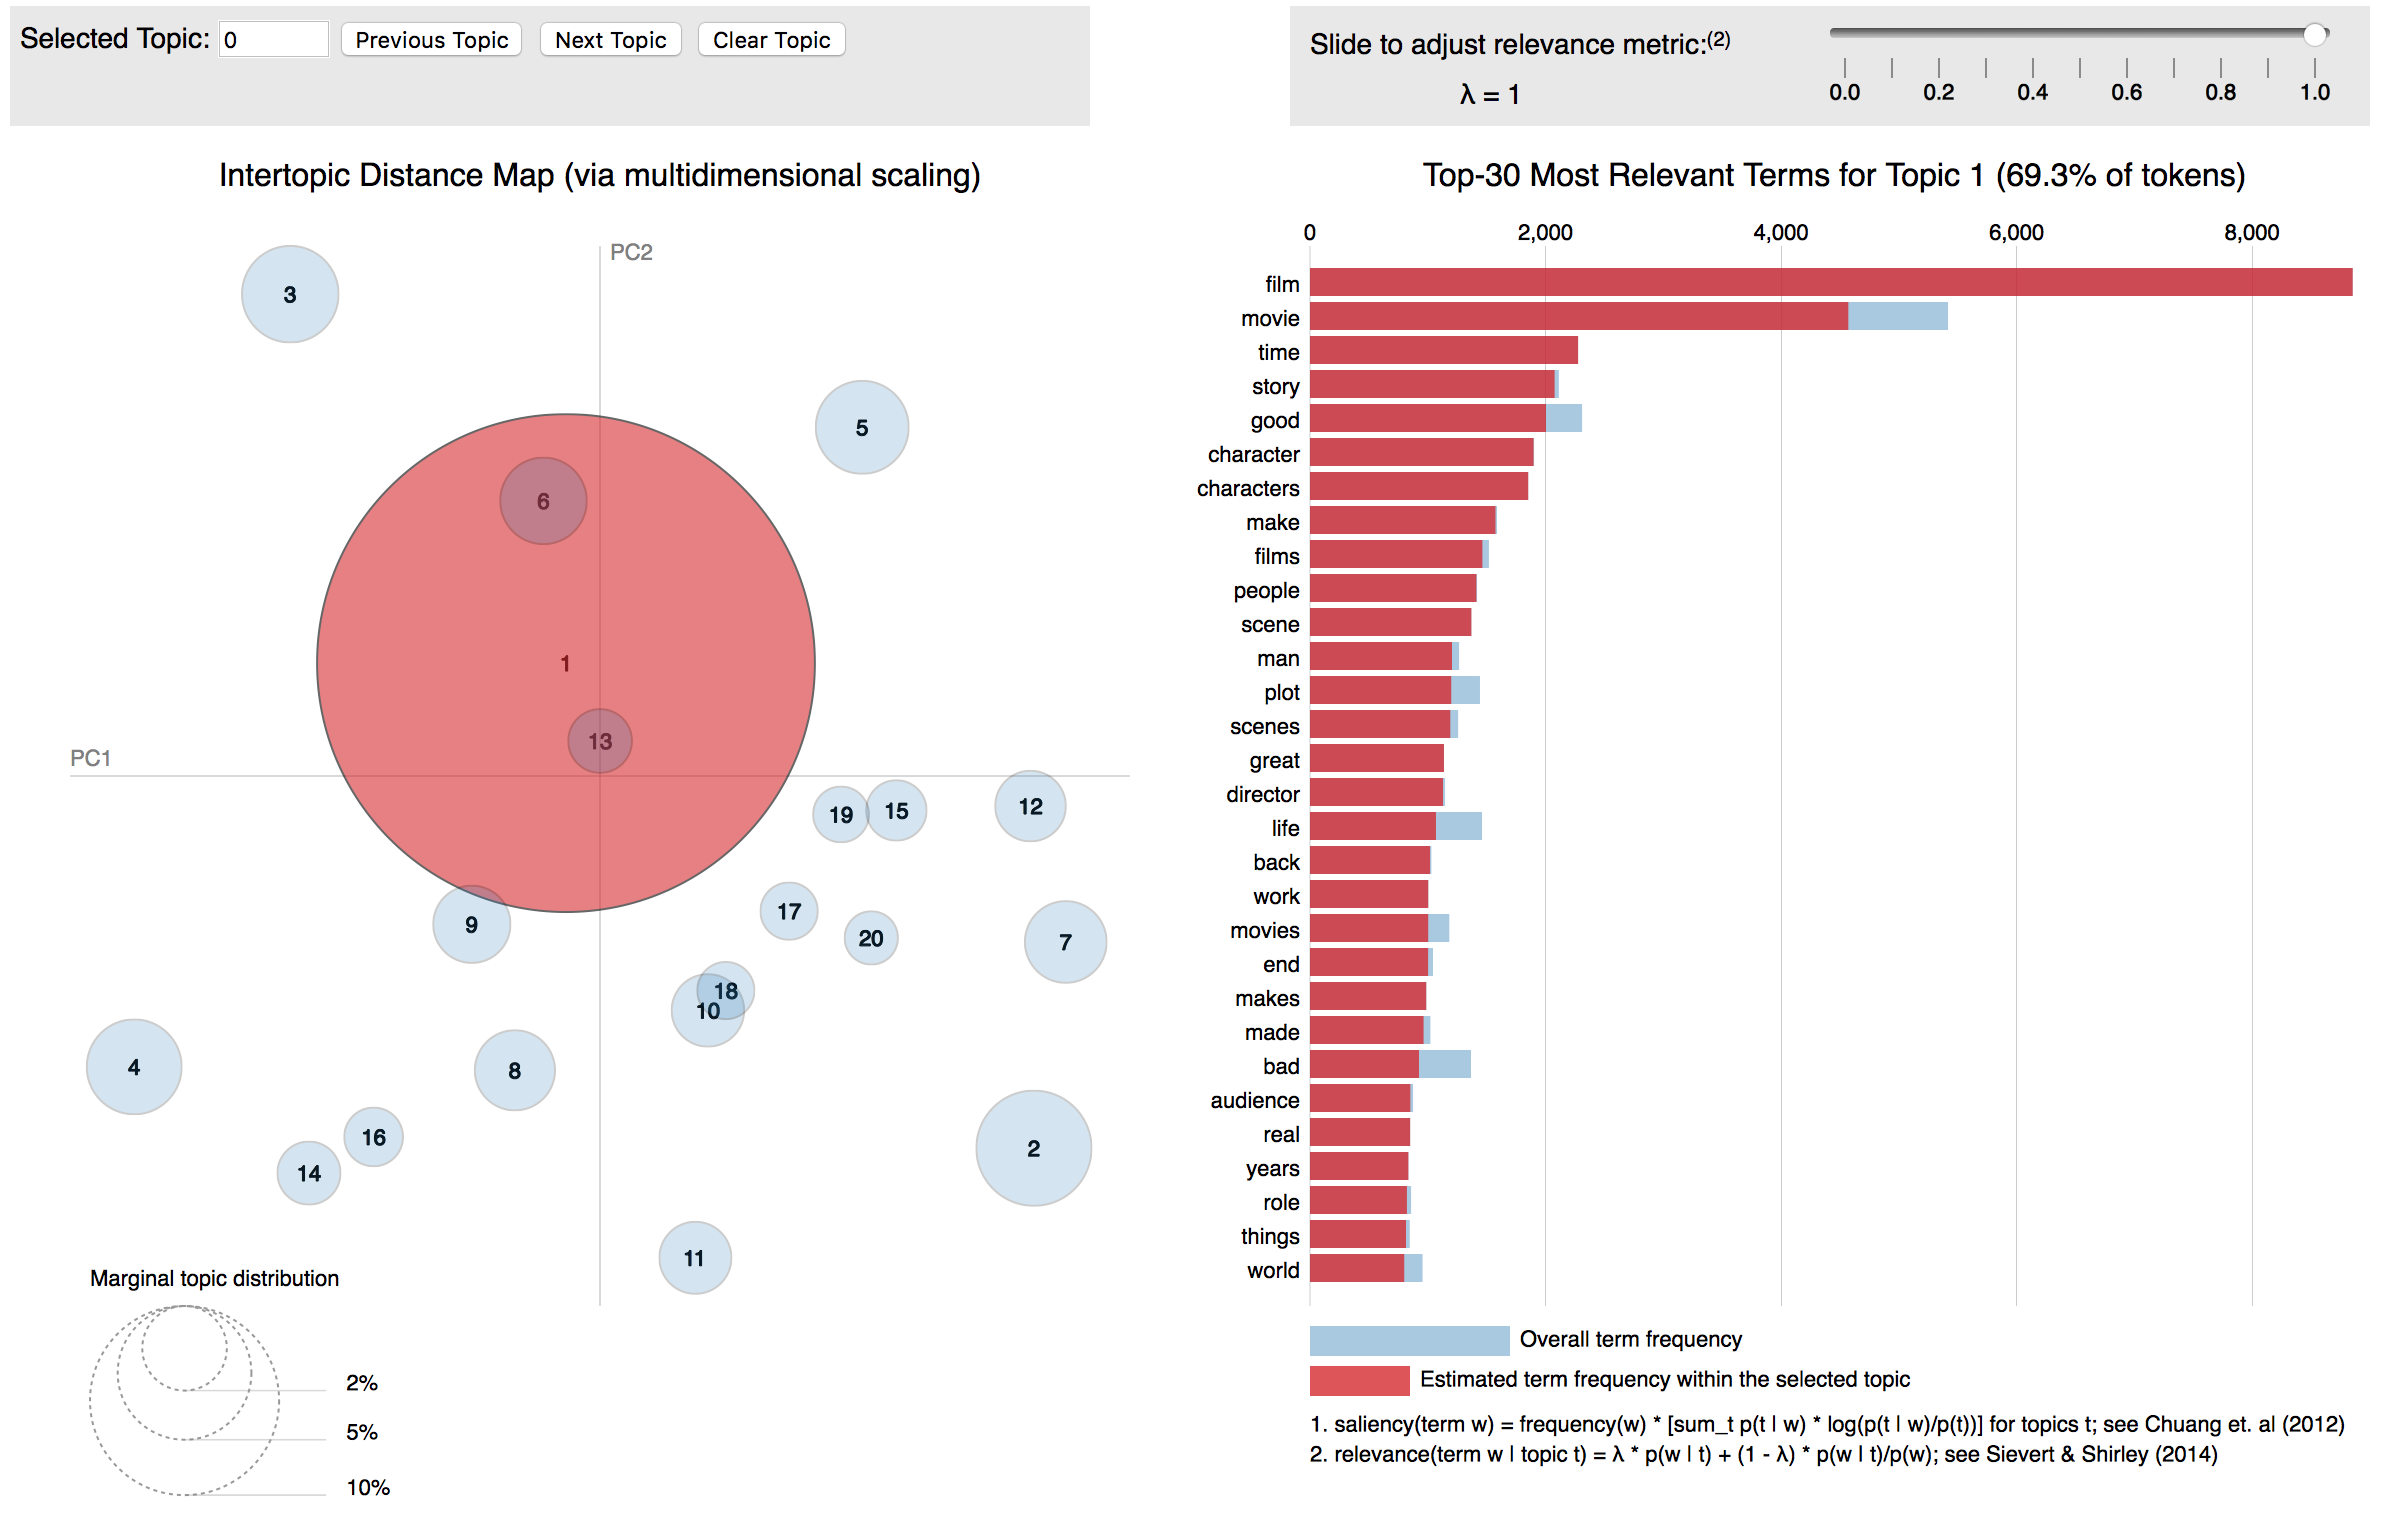 Selected Topic: 0 Previous Topic Next Topic Clear Topic
Slide to adjust relevance metric:(2)
λ = 1
0.0 0.2 0.4 0.6 0.8 1.0
Intertopic Distance Map (via multidimensional scaling)
PC2
PC1
3
5
6
1
13
19
15
12
9
17
20
7
18
10
4
8
16
14
2
11
Marginal topic distribution
2%
5%
10%
Top-30 Most Relevant Terms for Topic 1 (69.3% of tokens)
0 2,000 4,000 6,000 8,000
film
movie
time
story
good
character
characters
make
films
people
scene
man
plot
scenes
great
director
life
back
work
movies
end
makes
made
bad
audience
real
years
role
things
world
Overall term frequency
Estimated term frequency within the selected topic
1. saliency(term w) = frequency(w) * [sum_t p(t | w) * log(p(t | w)/p(t))] for topics t; see Chuang et. al (2012)
2. relevance(term w | topic t) = λ * p(w | t) + (1 - λ) * p(w | t)/p(w); see Sievert & Shirley (2014)